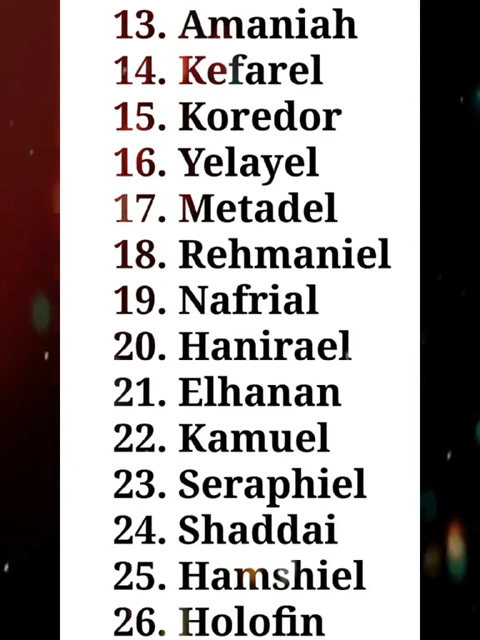 13. Amaniah
14. Kefarel
15. Koredor
16. Yelayel
17. Metadel
18. Rehmaniel
19. Nafrial
20. Hanirael
21. Elhanan
22. Kamuel
23. Seraphiel
24. Shaddai
25. Hamshiel
26. Holofin